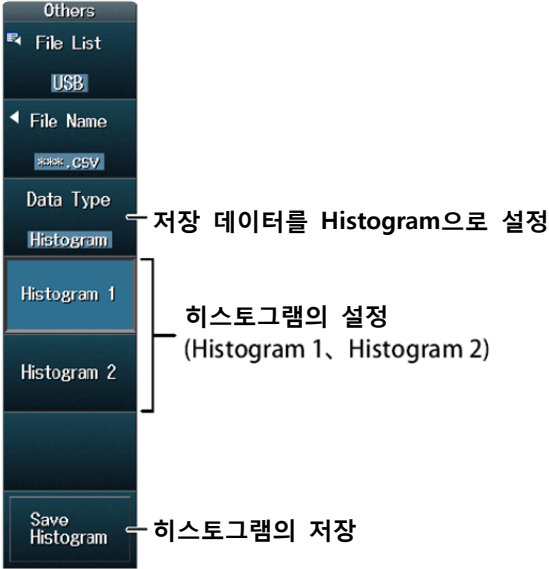 Others
File List
USB
File Name
***.CSV
Data Type
Histogram
저장 데이터를 Histogram으로 설정
Histogram 1
히스토그램의 설정
(Histogram 1、Histogram 2)
Histogram 2
Save
Histogram
히스토그램의 저장